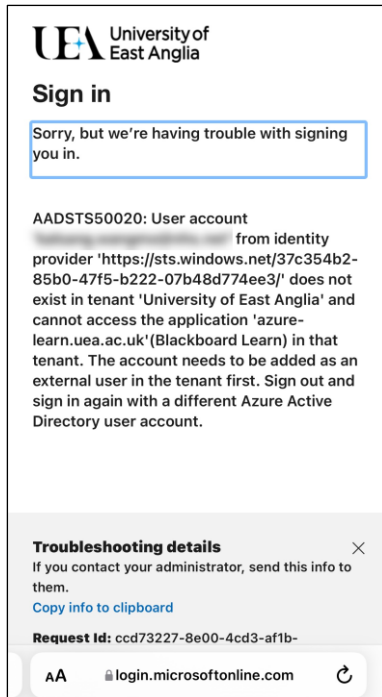 UEA University of
East Anglia
Sign in
Sorry, but we're having trouble with signing
you in.
AADSTS50020: User account
from identity
provider 'https://sts.windows.net/37c354b2-
85b0-47f5-b222-07b48d774ee3/' does not
exist in tenant 'University of East Anglia' and
cannot access the application 'azure-
learn.uea.ac.uk'(Blackboard Learn) in that
tenant. The account needs to be added as an
external user in the tenant first. Sign out and
sign in again with a different Azure Active
Directory user account.
Troubleshooting details
If you contact your administrator, send this info to
them.
Copy info to clipboard
Request Id: ccd73227-8e00-4cd3-af1b-
AA login.microsoftonline.com